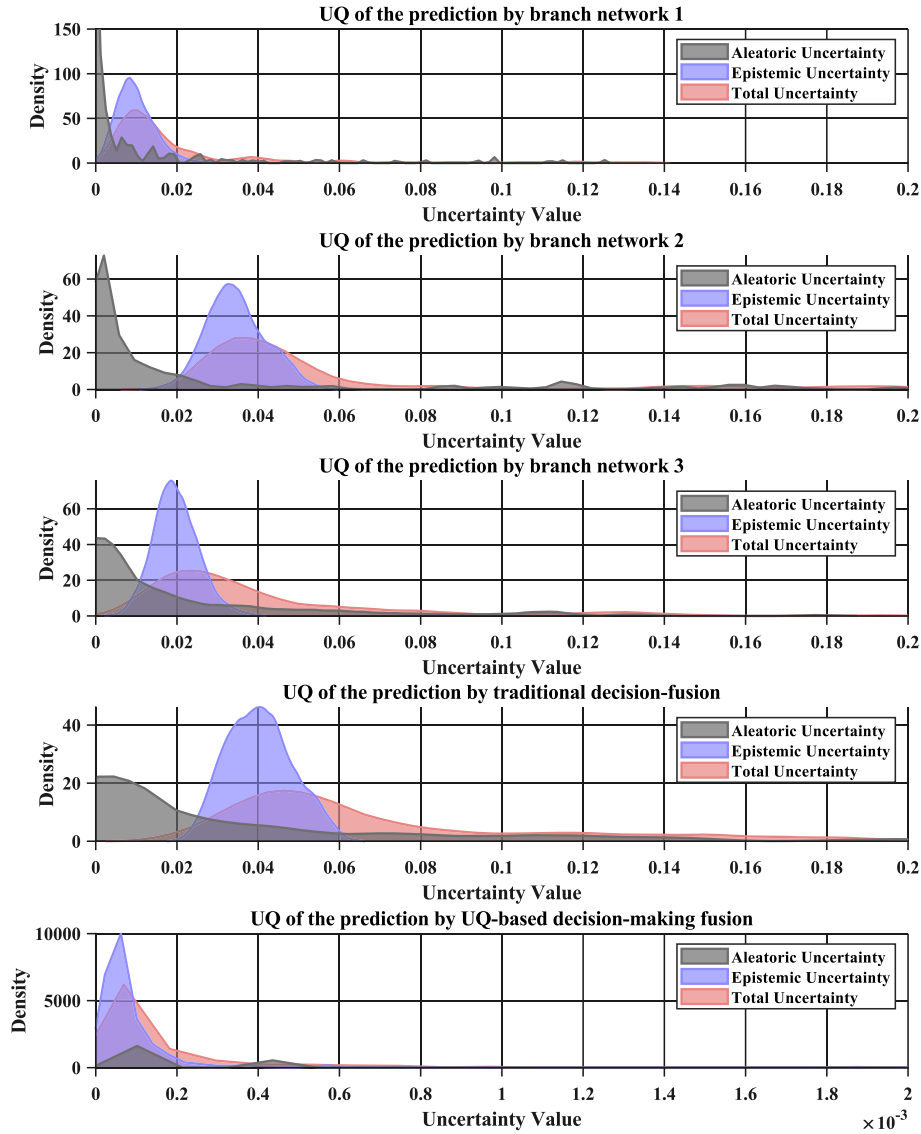 UQ of the prediction by branch network 1
150
100
50
0
Density
Aleatoric Uncertainty
Epistemic Uncertainty
Total Uncertainty
0 0.02 0.04 0.06 0.08 0.1 0.12 0.14 0.16 0.18 0.2
Uncertainty Value
UQ of the prediction by branch network 2
60
40
20
0
Density
Aleatoric Uncertainty
Epistemic Uncertainty
Total Uncertainty
0 0.02 0.04 0.06 0.08 0.1 0.12 0.14 0.16 0.18 0.2
Uncertainty Value
UQ of the prediction by branch network 3
60
40
20
0
Density
Aleatoric Uncertainty
Epistemic Uncertainty
Total Uncertainty
0 0.02 0.04 0.06 0.08 0.1 0.12 0.14 0.16 0.18 0.2
Uncertainty Value
UQ of the prediction by traditional decision-fusion
40
20
0
Density
Aleatoric Uncertainty
Epistemic Uncertainty
Total Uncertainty
0 0.02 0.04 0.06 0.08 0.1 0.12 0.14 0.16 0.18 0.2
Uncertainty Value
UQ of the prediction by UQ-based decision-making fusion
10000
5000
0
Density
Aleatoric Uncertainty
Epistemic Uncertainty
Total Uncertainty
0 0.2 0.4 0.6 0.8 1 1.2 1.4 1.6 1.8 2
Uncertainty Value
×10⁻³